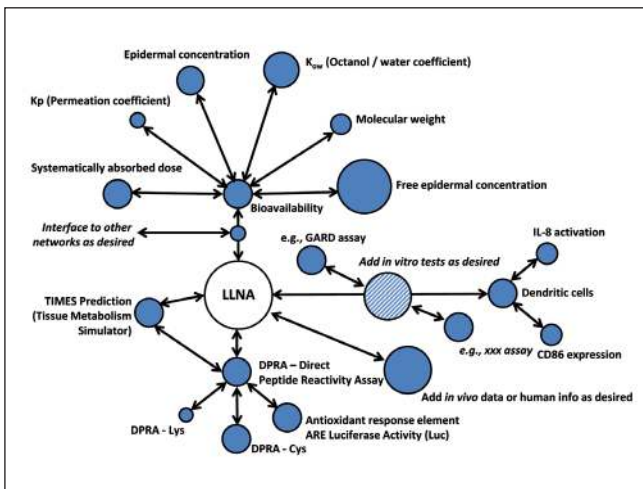 Epidermal concentration
Kow (Octanol / water coefficient)
Kp (Permeation coefficient)
Molecular weight
Systematically absorbed dose
Free epidermal concentration
Bioavailability
Interface to other
networks as desired
IL-8 activation
e.g., GARD assay
Add in vitro tests as desired
LLNA
Dendritic cells
TIMES Prediction
(Tissue Metabolism
Simulator)
e.g., xxx assay
CD86 expression
DPRA – Direct
Peptide Reactivity Assay
Add in vivo data or human info as desired
Antioxidant response element
ARE Luciferase Activity (Luc)
DPRA - Lys
DPRA - Cys